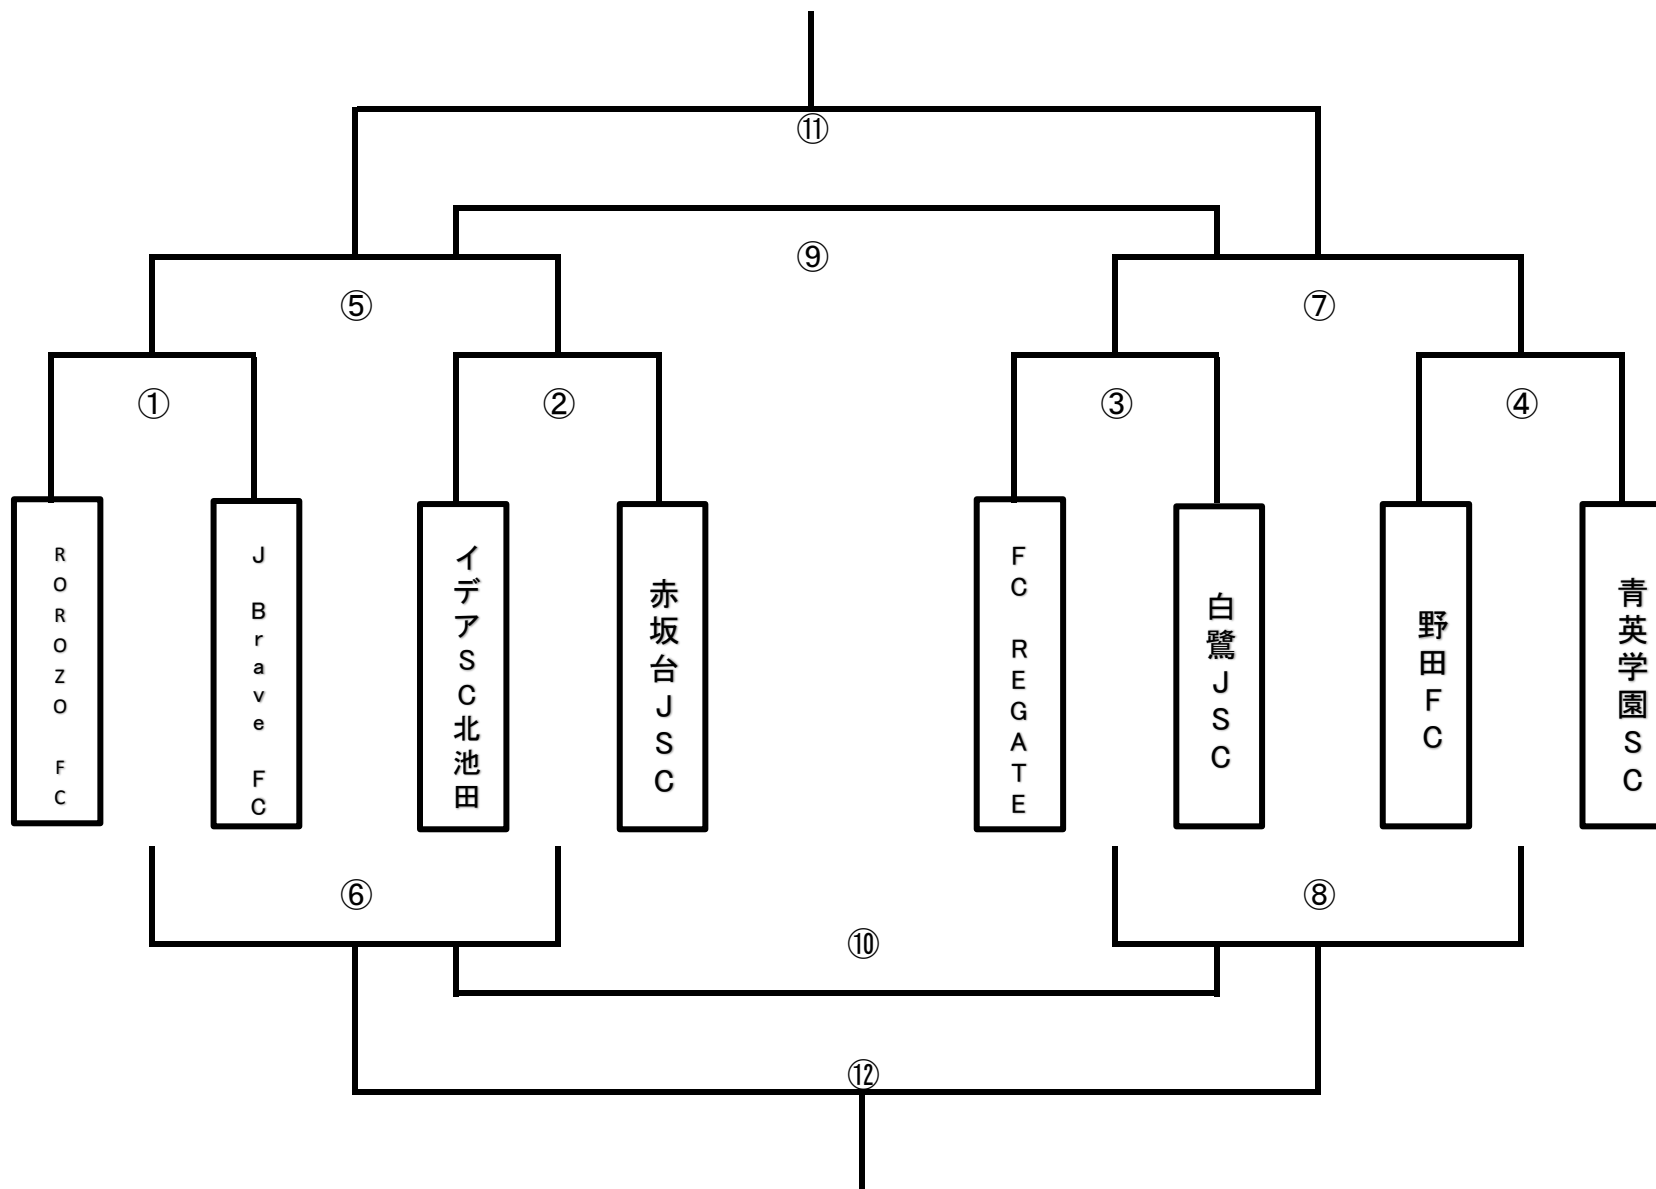 ⑪
⑨
⑤
⑦
①
②
③
④
ROROZO FC
J Brave FC
イデアSC北池田
赤坂台JSC
FC REGATE
白鷺JSC
野田FC
青英学園SC
⑥
⑧
⑩
⑫